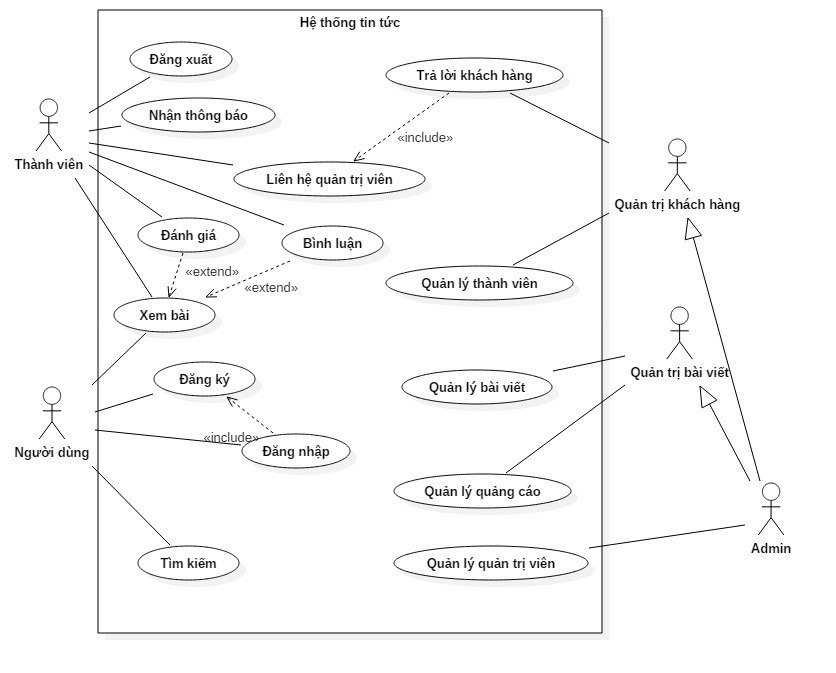 Hệ thống tin tức
Đăng xuất
Trả lời khách hàng
Nhận thông báo
«include»
Thành viên
Liên hệ quản trị viên
Quản trị khách hàng
Đánh giá
Bình luận
«extend»
Quản lý thành viên
«extend»
Xem bài
Quản trị bài viết
Đăng ký
Quản lý bài viết
«include»
Đăng nhập
Người dùng
Quản lý quảng cáo
Admin
Tìm kiếm
Quản lý quản trị viên